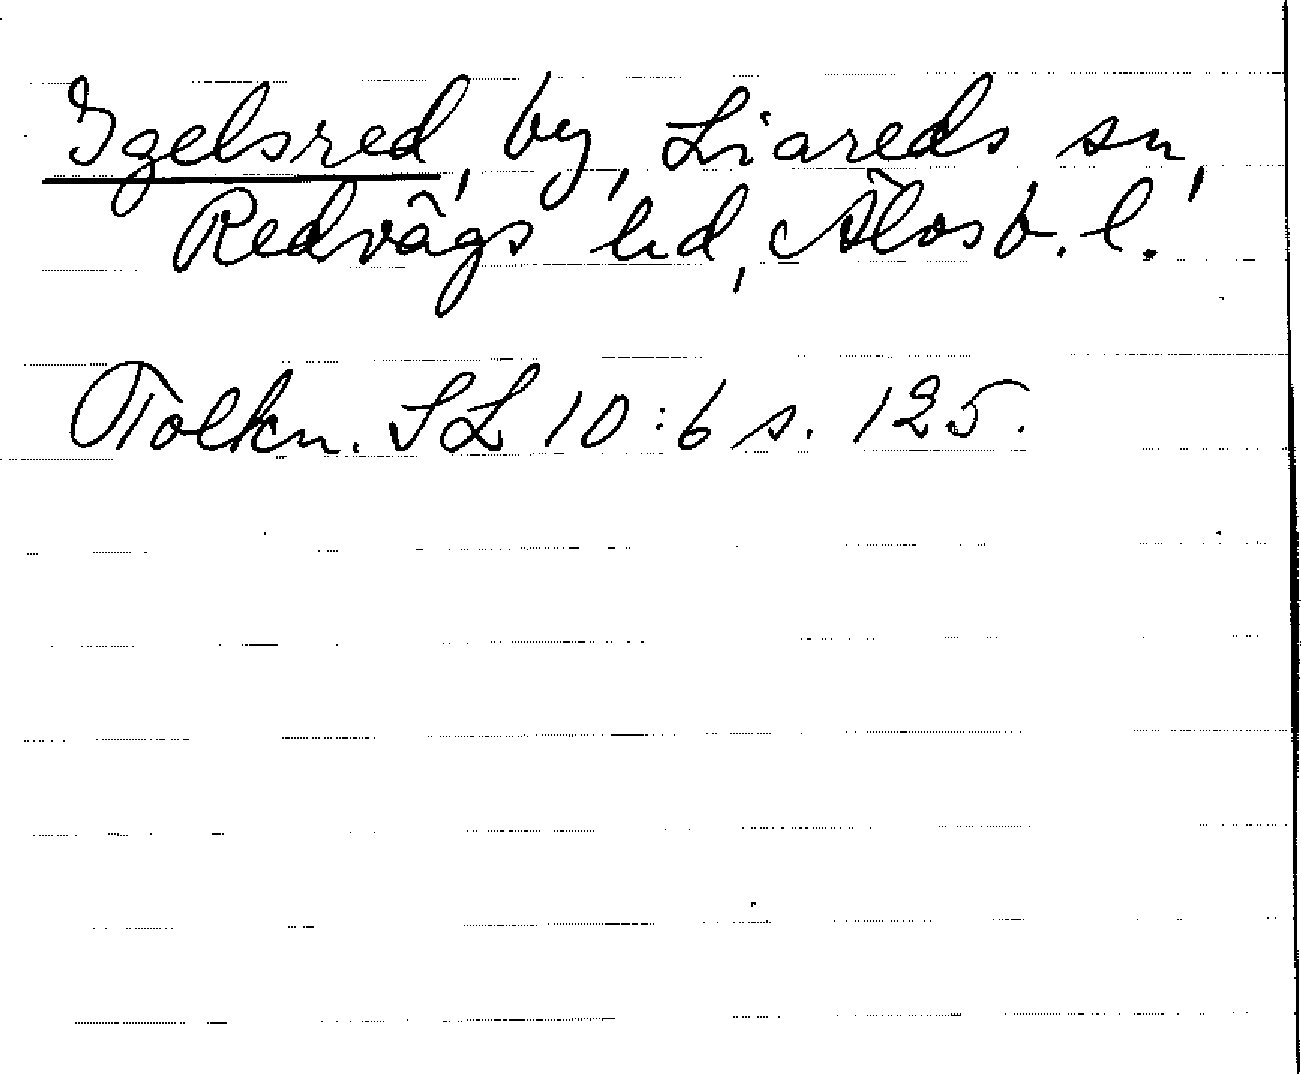 Igelsred, by, Liareds sn,
Redvägs hd, Älvsb. l.
Tolkn. SL 10:6 s. 125.